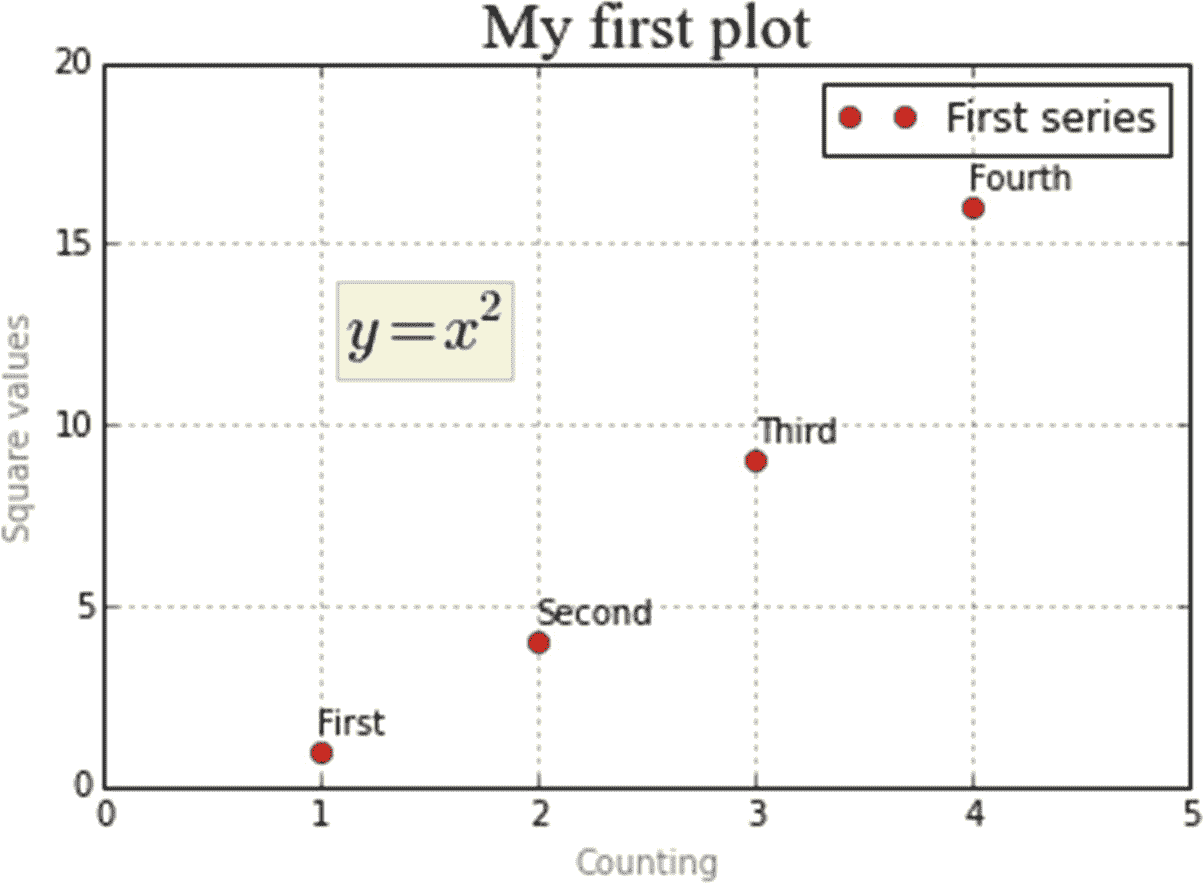 My first plot
20
First series
Fourth
15
y=x²
Square values
10
Third
5
Second
First
0
0 1 2 3 4 5
Counting